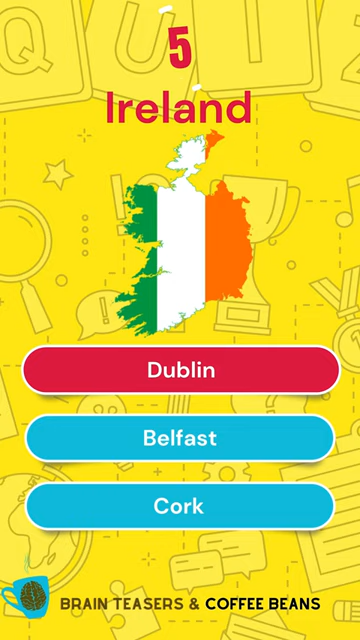 5
Ireland
Dublin
Belfast
Cork
BRAIN TEASERS & COFFEE BEANS